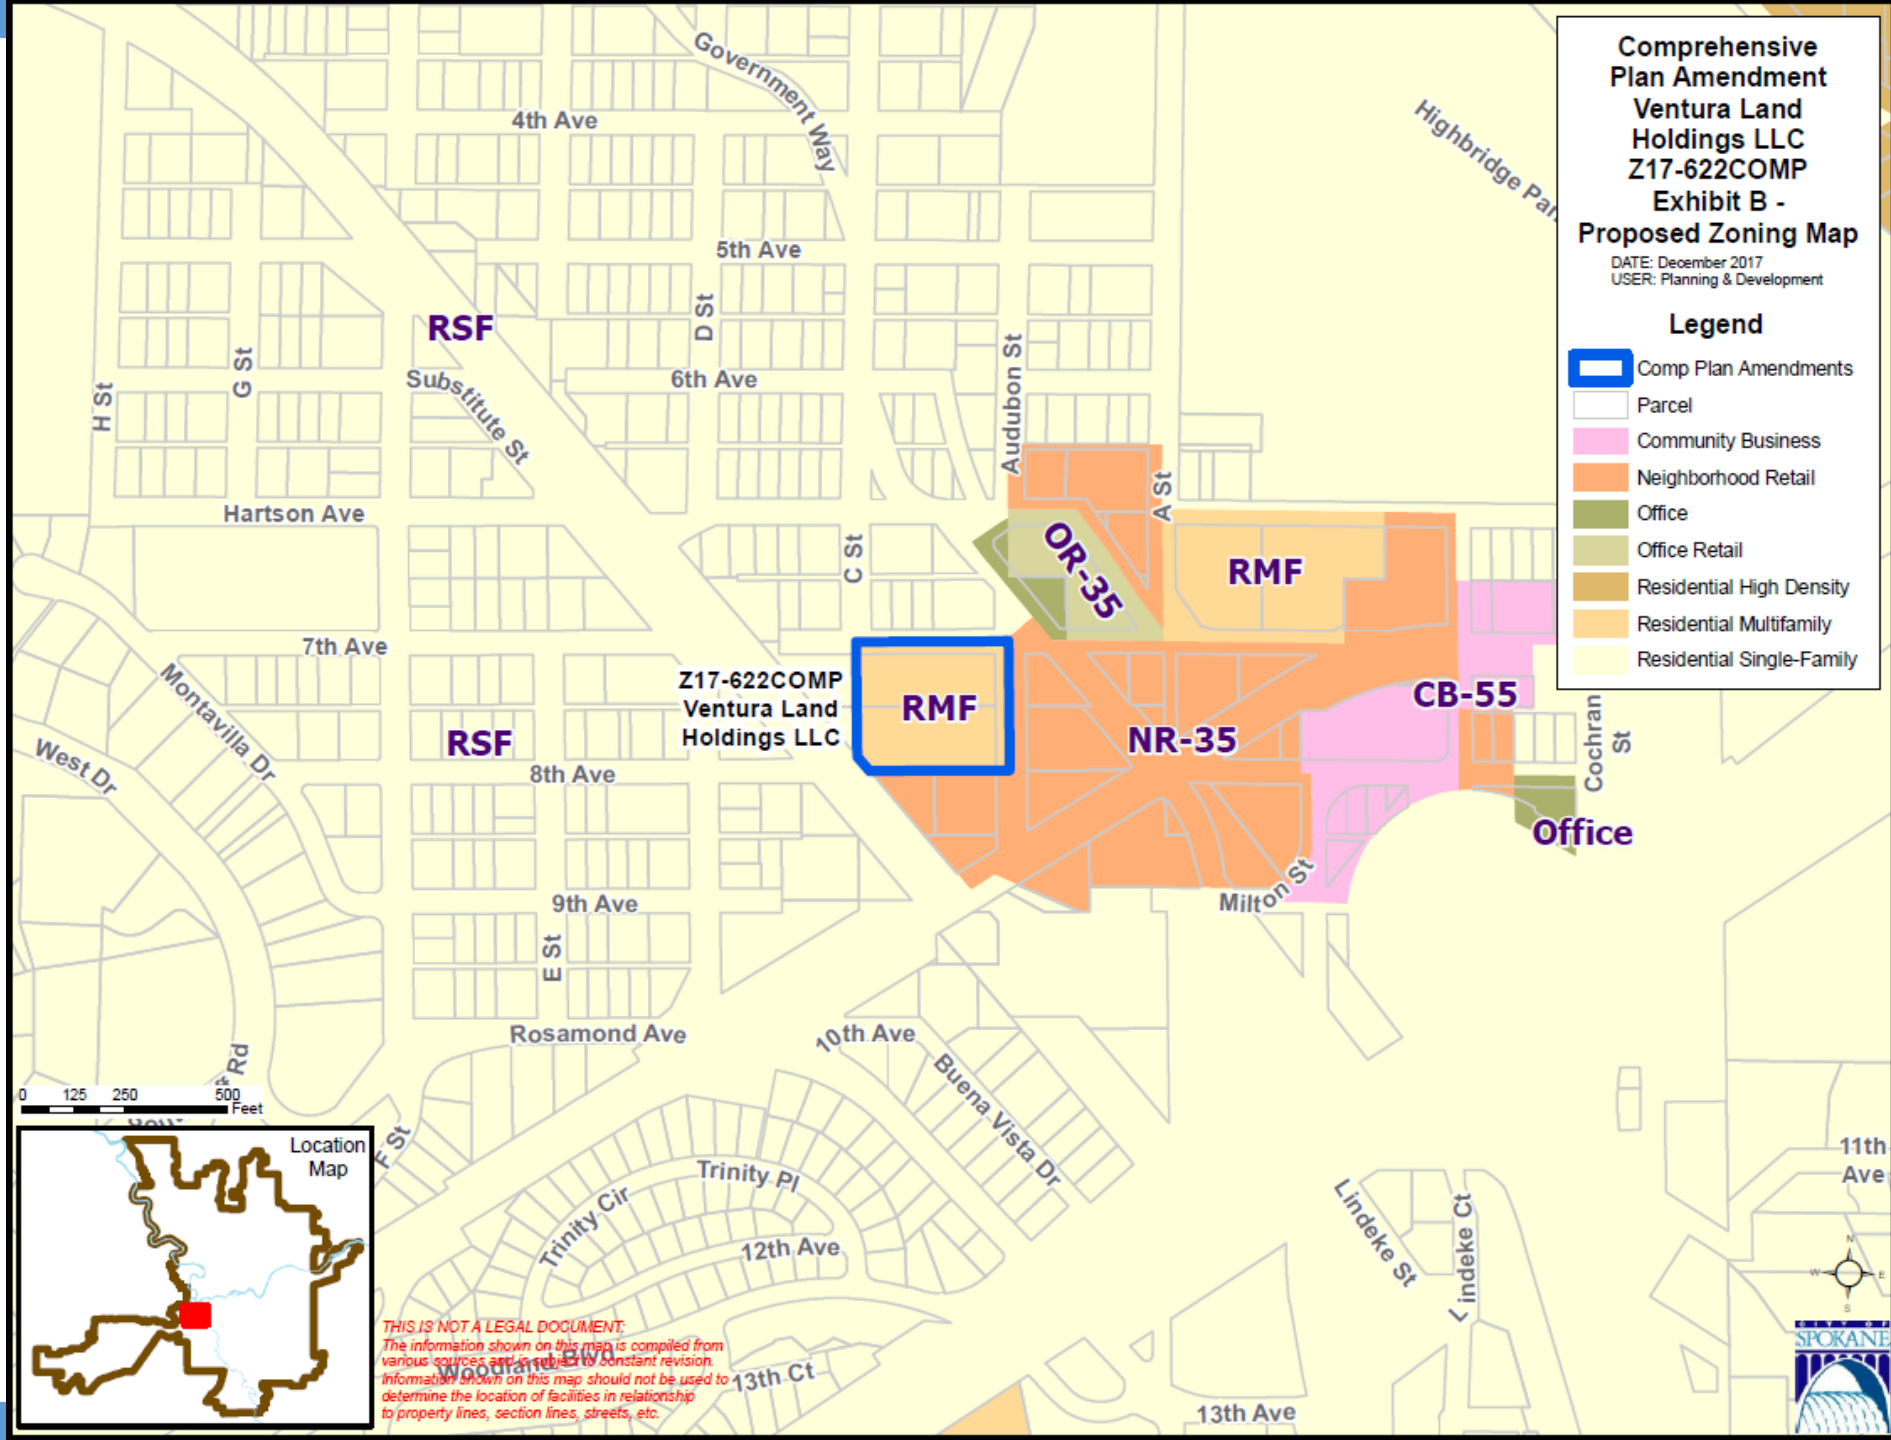 Comprehensive
Plan Amendment
Ventura Land
Holdings LLC
Z17-622COMP
Exhibit B -
Proposed Zoning Map
DATE: December 2017
USER: Planning & Development
Legend
Comp Plan Amendments
Parcel
Community Business
Neighborhood Retail
Office
Office Retail
Residential High Density
Residential Multifamily
Residential Single-Family
Government Way
4th Ave
Highbridge
5th Ave
RSF
D St
Audubon St
G St
H St
Substitute St
6th Ave
A St
Hartson Ave
C St
OR-35
RMF
7th Ave
Montavilla Dr
West Dr
Z17-622COMP
Ventura Land
Holdings LLC
RMF
RSF
NR-35
CB-55
8th Ave
Cochran
St
Office
Milton St
9th Ave
E St
Rosamond Ave
10th Ave
Buena Vista Dr
Rd
F St
Trinity Pl
Trinity Cir
12th Ave
Lindeke St
Lindeke Ct
11th
Ave
Woodland Blvd
13th Ct
13th Ave
0 125 250 500
Feet
Location
Map
THIS IS NOT A LEGAL DOCUMENT:
The information shown on this map is compiled from
various sources and is subject to constant revision.
Information shown on this map should not be used to
determine the location of facilities in relationship
to property lines, section lines, streets, etc.
N
W
E
S
CITY OF
SPOKANE